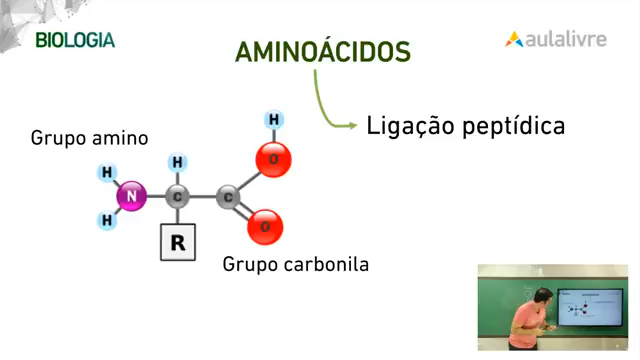 BIOLOGIA
aulalivre
AMINOÁCIDOS
Ligação peptídica
Grupo amino
H
H
H
O
N
C
C
H
R
O
Grupo carbonila